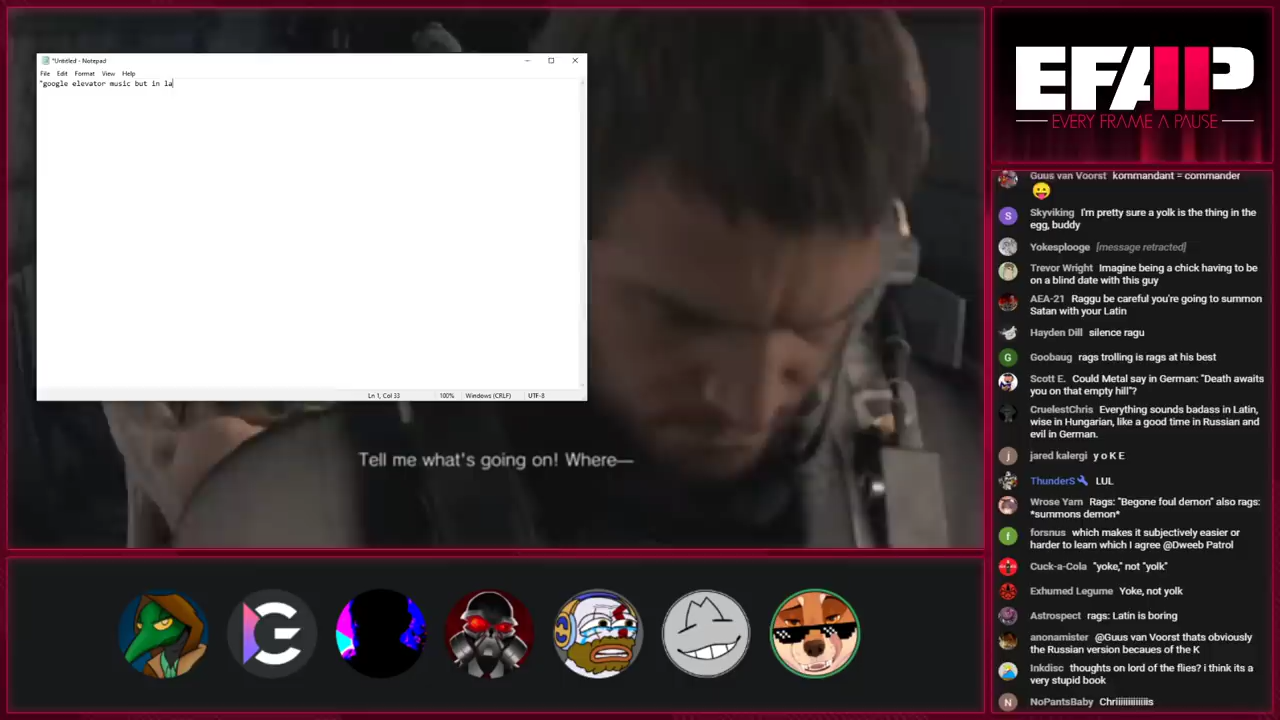 *Untitled - Notepad
File Edit Format View Help
"google elevator music but in la
Ln 1, Col 33 100% Windows (CRLF) UTF-8
Tell me what's going on! Where—
EFAP
EVERY FRAME A PAUSE
Guus van Voorst kommandant = commander
S Skyviking I'm pretty sure a yolk is the thing in the
egg, buddy
Yokesplooge [message retracted]
Trevor Wright Imagine being a chick having to be
on a blind date with this guy
AEA-21 Raggu be careful you're going to summon
Satan with your Latin
Hayden Dill silence ragu
G Goobaug rags trolling is rags at his best
Scott E. Could Metal say in German: "Death awaits
you on that empty hill"?
CruelestChris Everything sounds badass in Latin,
wise in Hungarian, like a good time in Russian and
evil in German.
j jared kalergi y o K E
ThunderS LUL
Wrose Yarn Rags: "Begone foul demon" also rags:
*summons demon*
f forsnus which makes it subjectively easier or
harder to learn which I agree @Dweeb Patrol
Cuck-a-Cola "yoke," not "yolk"
Exhumed Legume Yoke, not yolk
Astrospect rags: Latin is boring
anonamister @Guus van Voorst thats obviously
the Russian version becaues of the K
Inkdisc thoughts on lord of the flies? i think its a
very stupid book
N NoPantsBaby Chriiiiiiiiiiiiis